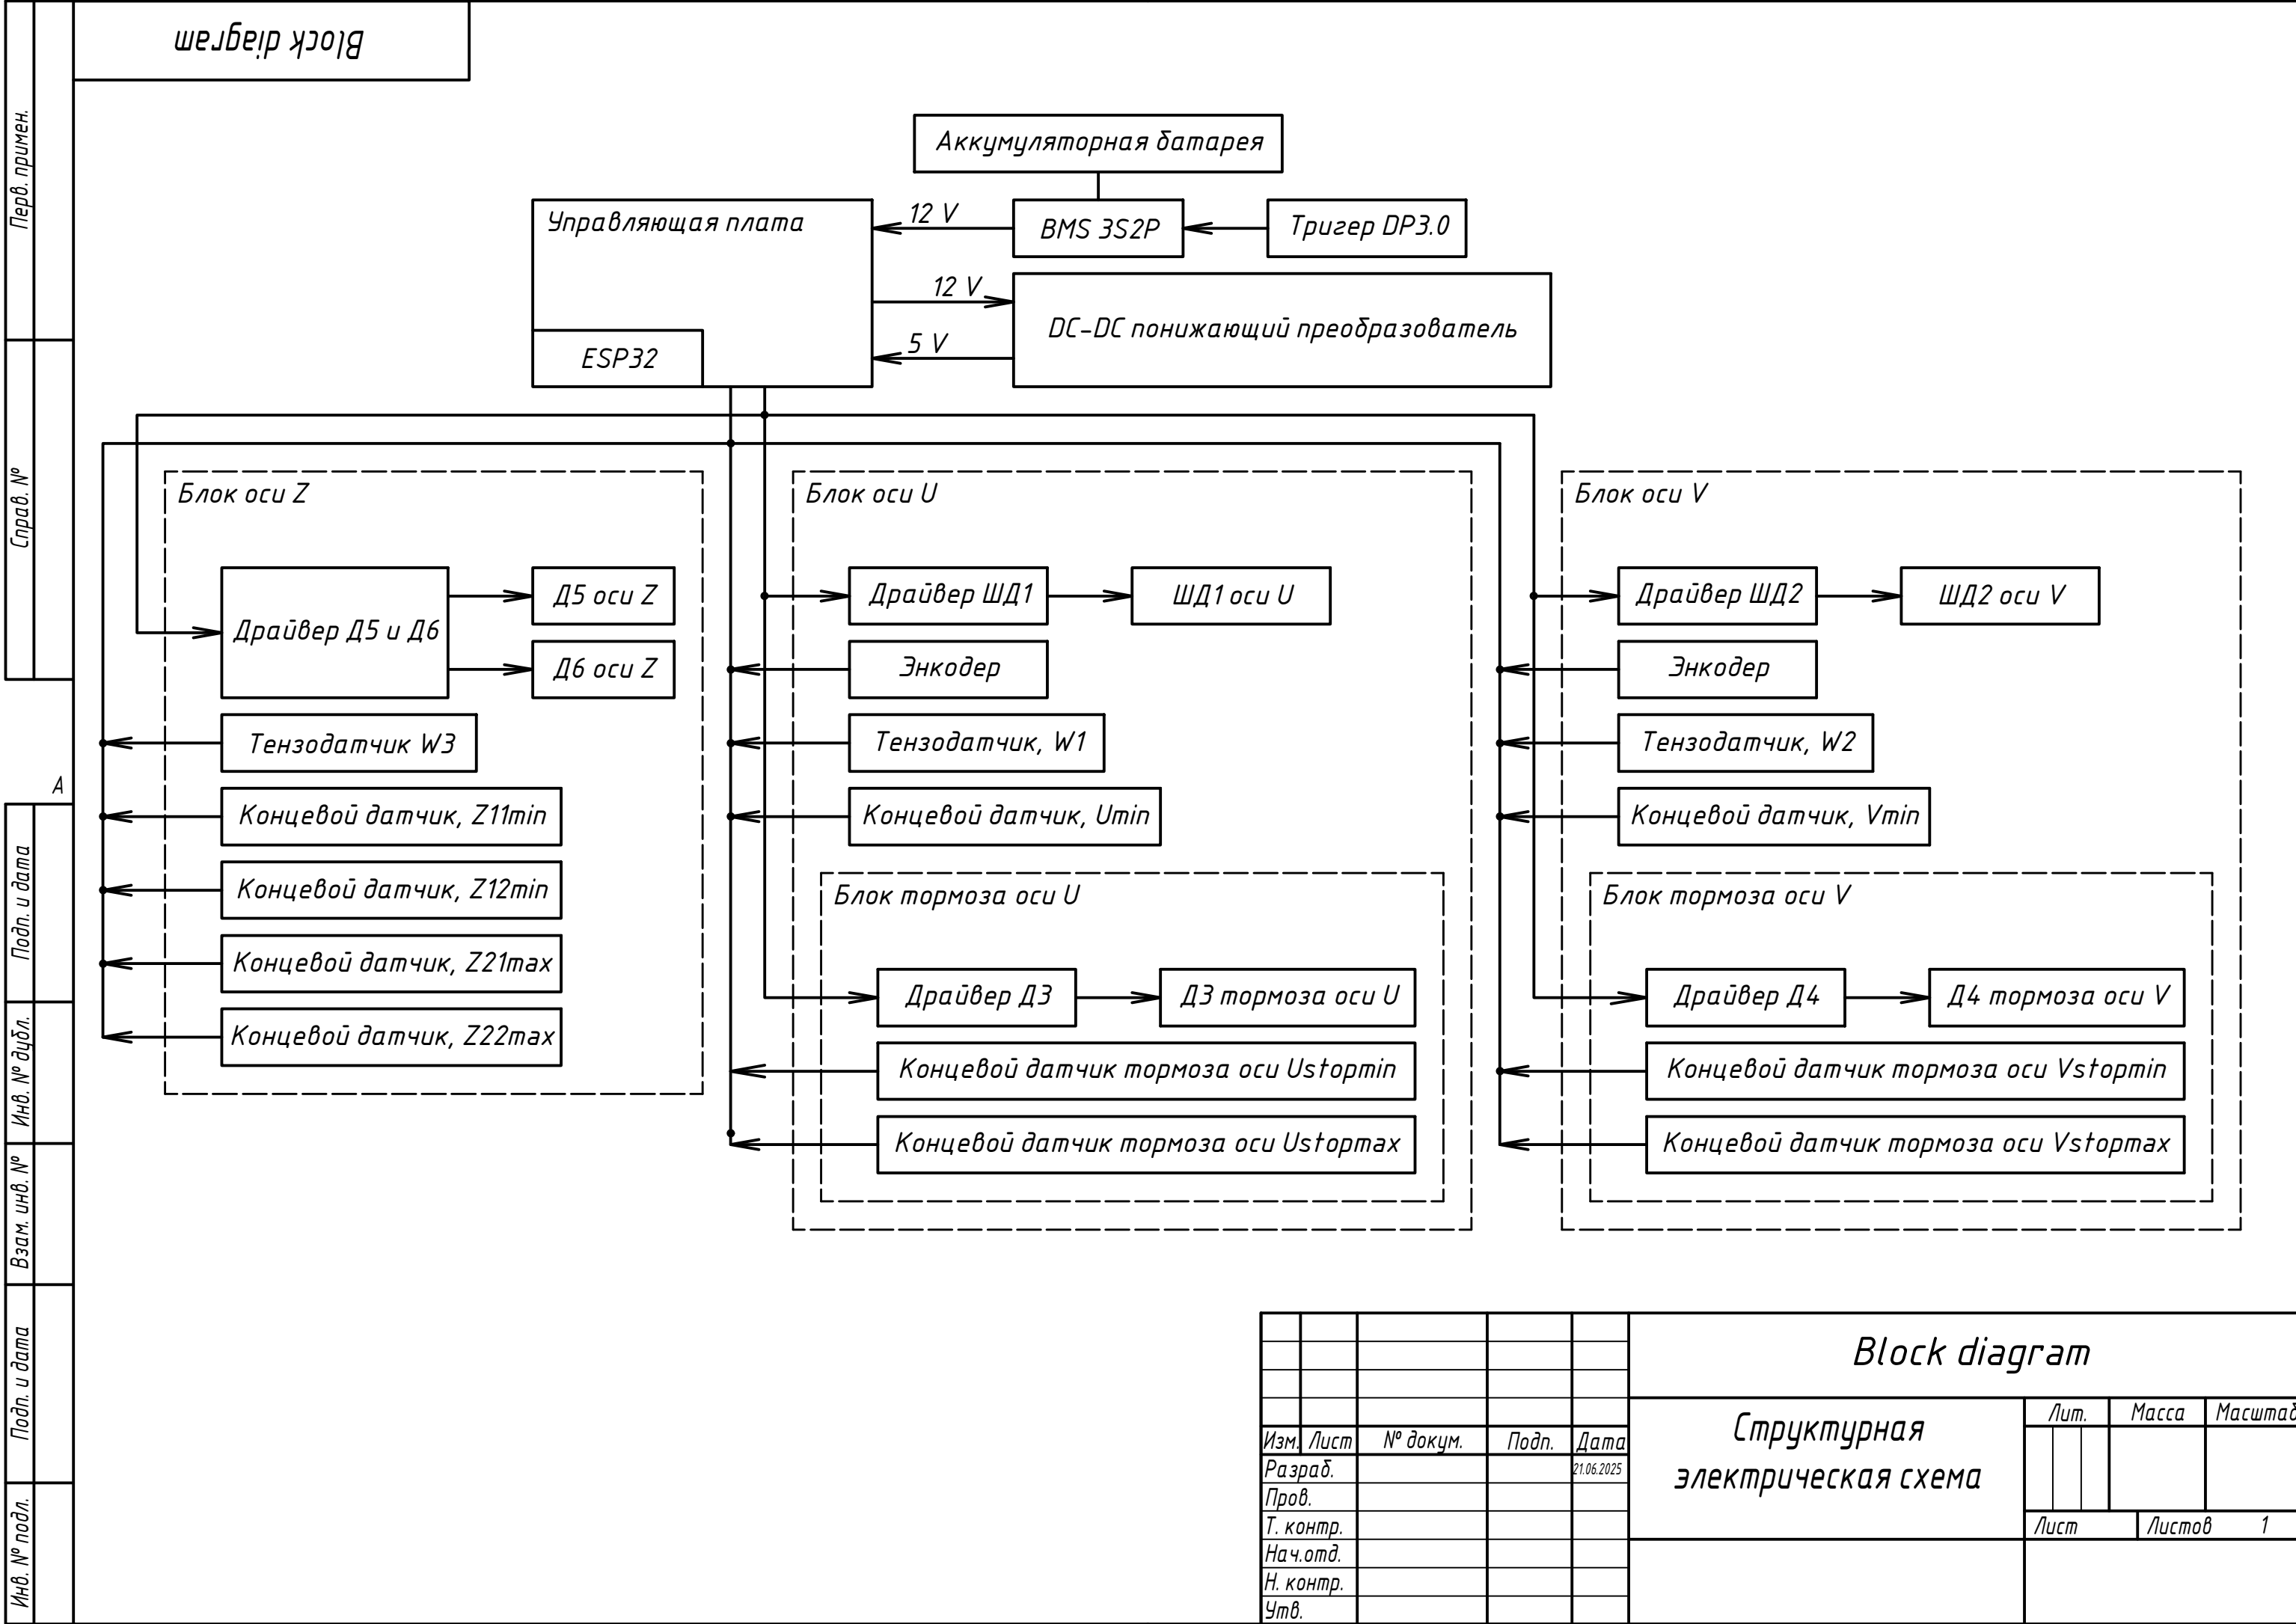 Block diagram
Перв. примен.
Справ. №
А
Подп. и дата
Инв. № дубл.
Взам. инв. №
Подп. и дата
Инв. № подл.
Аккумуляторная батарея
Управляющая плата
12 V
BMS 3S2P
Тригер DP3.0
12 V
DC-DC понижающий преобразователь
5 V
ESP32
Блок оси Z
Драйвер Д5 и Д6
Д5 оси Z
Д6 оси Z
Тензодатчик W3
Концевой датчик, Z11min
Концевой датчик, Z12min
Концевой датчик, Z21max
Концевой датчик, Z22max
Блок оси U
Драйвер ШД1
ШД1 оси U
Энкодер
Тензодатчик, W1
Концевой датчик, Umin
Блок тормоза оси U
Драйвер Д3
Д3 тормоза оси U
Концевой датчик тормоза оси Ustopmin
Концевой датчик тормоза оси Ustopmax
Блок оси V
Драйвер ШД2
ШД2 оси V
Энкодер
Тензодатчик, W2
Концевой датчик, Vmin
Блок тормоза оси V
Драйвер Д4
Д4 тормоза оси V
Концевой датчик тормоза оси Vstopmin
Концевой датчик тормоза оси Vstopmax
Block diagram
Структурная
электрическая схема
Лит. Масса Масштаб
Изм. Лист № докум. Подп. Дата
Разраб. 21.06.2025
Пров.
Т. контр.
Нач.отд.
Н. контр.
Утв.
Лист Листов 1